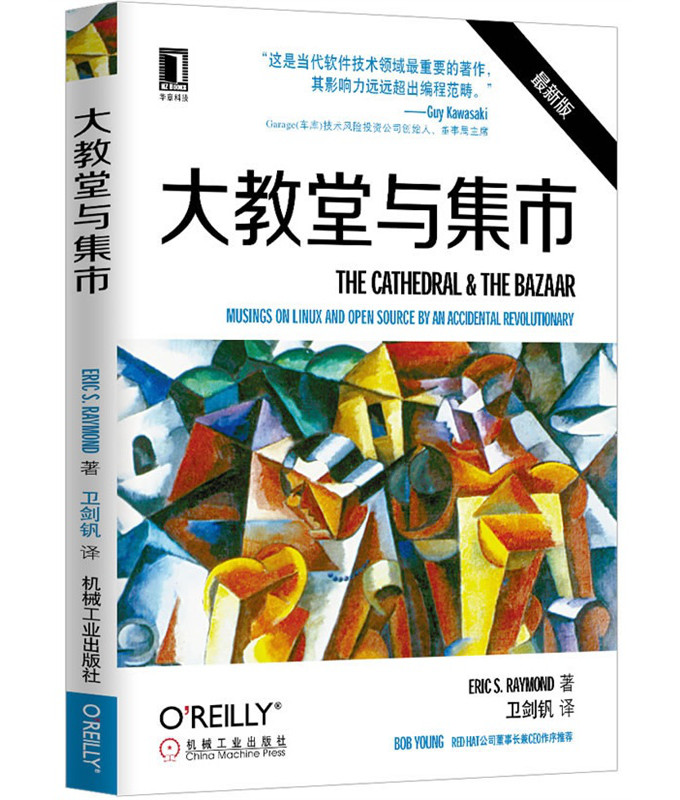 大教堂与集市
ERIC S. RAYMOND 著
卫剑钒 译
机械工业出版社
O'REILLY®
HZ Books
华章科技
“这是当代软件技术领域最重要的著作，
其影响力远远超出编程范畴。”
——Guy Kawasaki
Garage(车库)技术风险投资公司创始人、董事局主席
最新版
大教堂与集市
THE CATHEDRAL & THE BAZAAR
MUSINGS ON LINUX AND OPEN SOURCE BY AN ACCIDENTAL REVOLUTIONARY
ERIC S. RAYMOND 著
卫剑钒 译
O'REILLY®
机械工业出版社
China Machine Press
BOB YOUNG RED HAT公司董事长兼CEO作序推荐